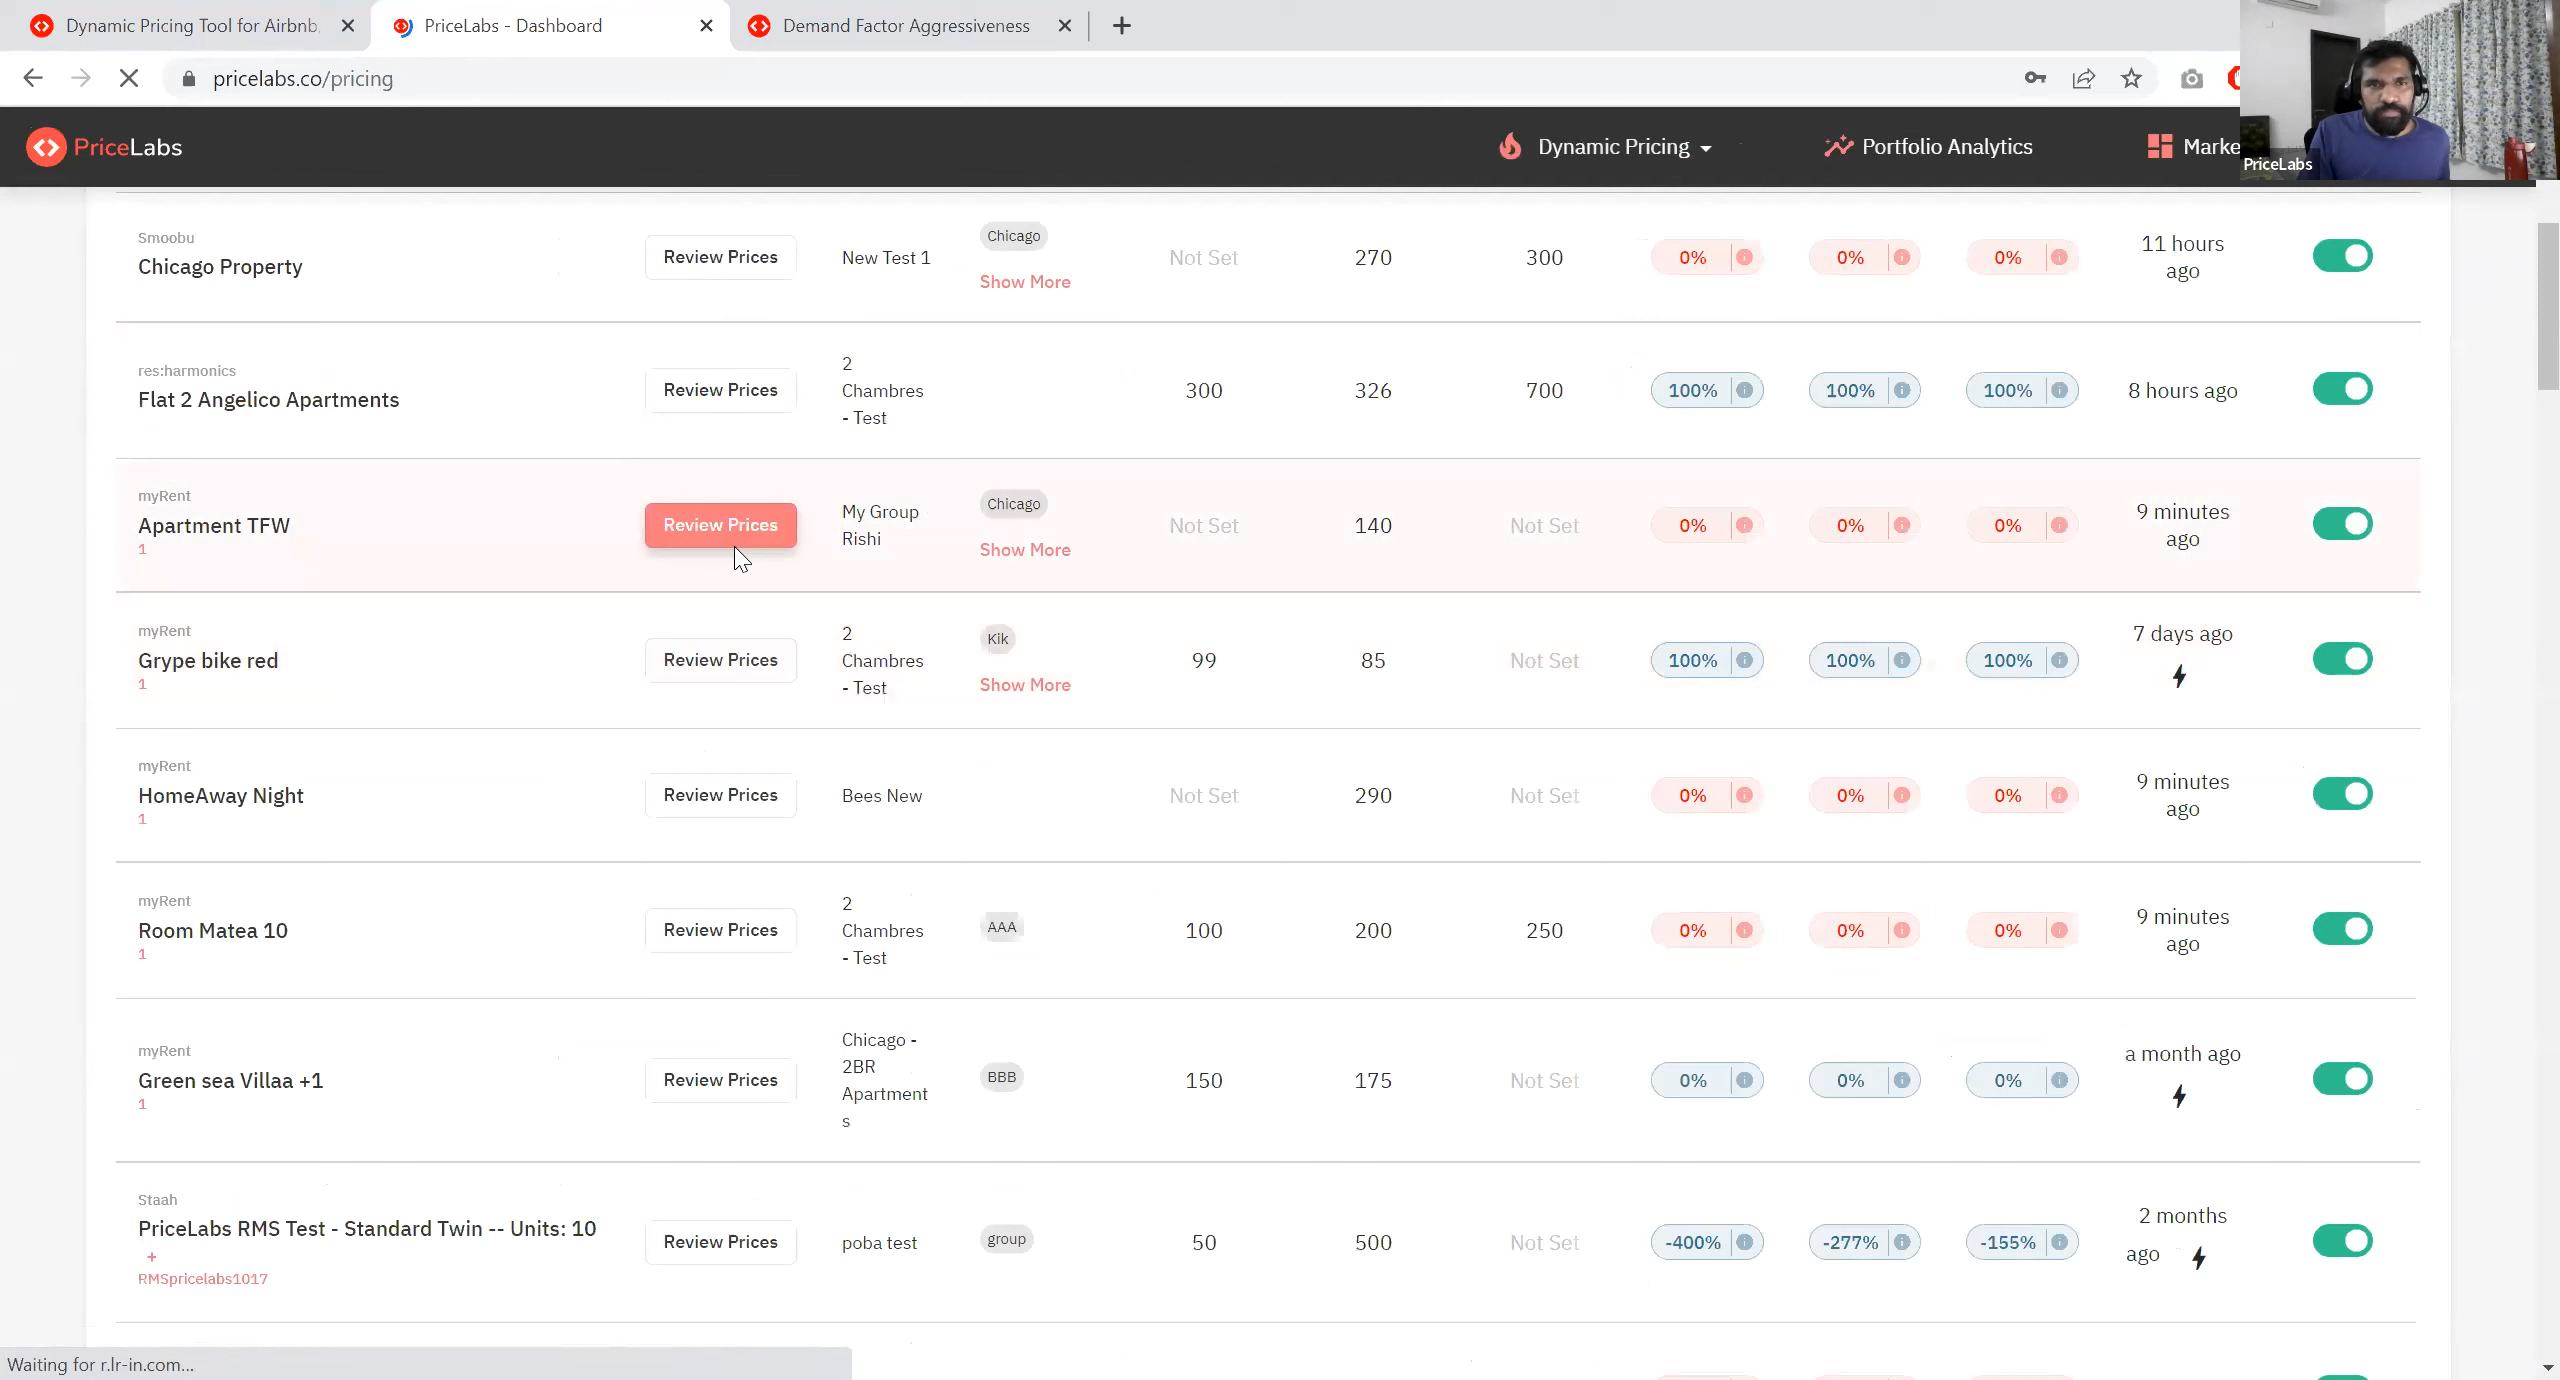 Dynamic Pricing Tool for Airbnb,
PriceLabs - Dashboard
Demand Factor Aggressiveness
pricelabs.co/pricing
PriceLabs
Dynamic Pricing
Portfolio Analytics
Marke
PriceLabs
Smoobu
Chicago Property
Review Prices
New Test 1
Chicago
Show More
Not Set
270
300
0%
0%
0%
11 hours
ago
res:harmonics
Flat 2 Angelico Apartments
Review Prices
2
Chambres
- Test
300
326
700
100%
100%
100%
8 hours ago
myRent
Apartment TFW
1
Review Prices
My Group
Rishi
Chicago
Show More
Not Set
140
Not Set
0%
0%
0%
9 minutes
ago
myRent
Grype bike red
1
Review Prices
2
Chambres
- Test
Kik
Show More
99
85
Not Set
100%
100%
100%
7 days ago
myRent
HomeAway Night
1
Review Prices
Bees New
Not Set
290
Not Set
0%
0%
0%
9 minutes
ago
myRent
Room Matea 10
1
Review Prices
2
Chambres
- Test
AAA
100
200
250
0%
0%
0%
9 minutes
ago
myRent
Green sea Villaa +1
1
Review Prices
Chicago -
2BR
Apartment
s
BBB
150
175
Not Set
0%
0%
0%
a month ago
Staah
PriceLabs RMS Test - Standard Twin -- Units: 10
+
RMSpricelabs1017
Review Prices
poba test
group
50
500
Not Set
-400%
-277%
-155%
2 months
ago
Waiting for r.lr-in.com...